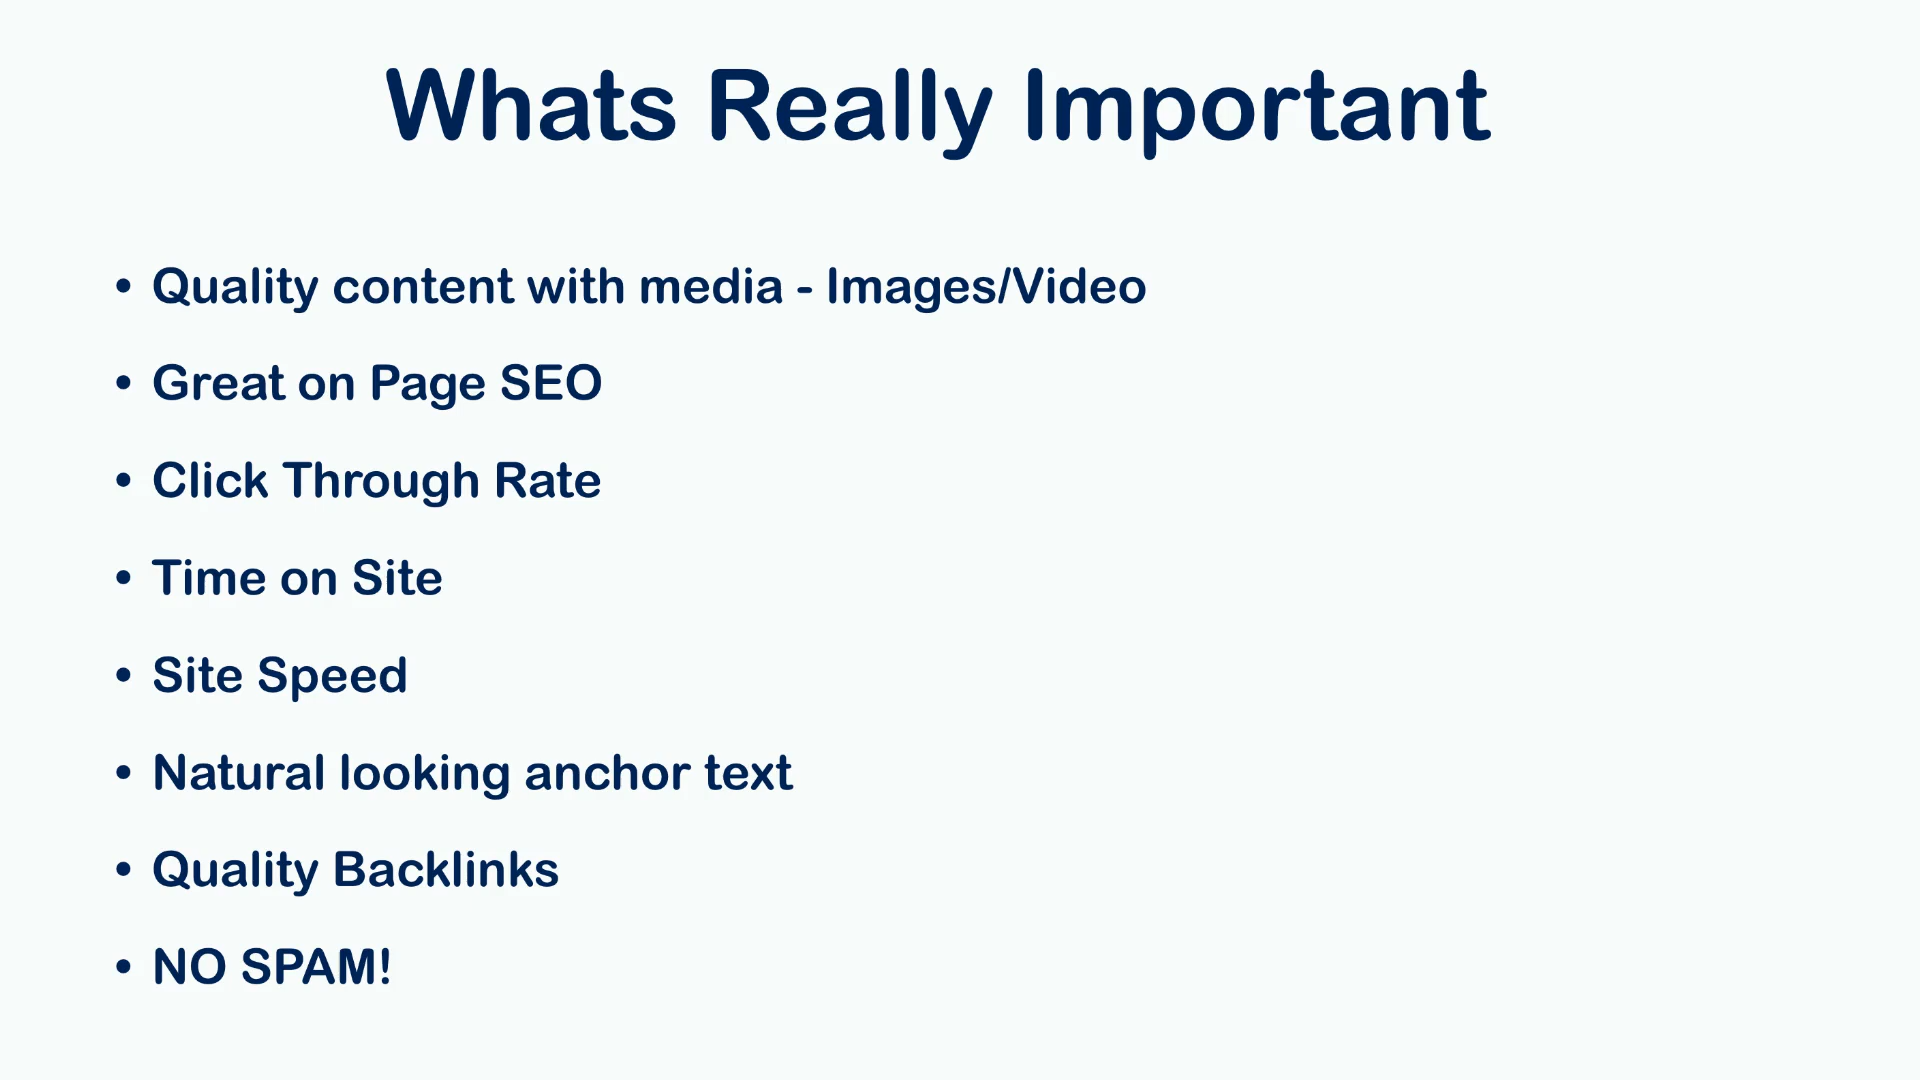 Whats Really Important
• Quality content with media - Images/Video
• Great on Page SEO
• Click Through Rate
• Time on Site
• Site Speed
• Natural looking anchor text
• Quality Backlinks
• NO SPAM!